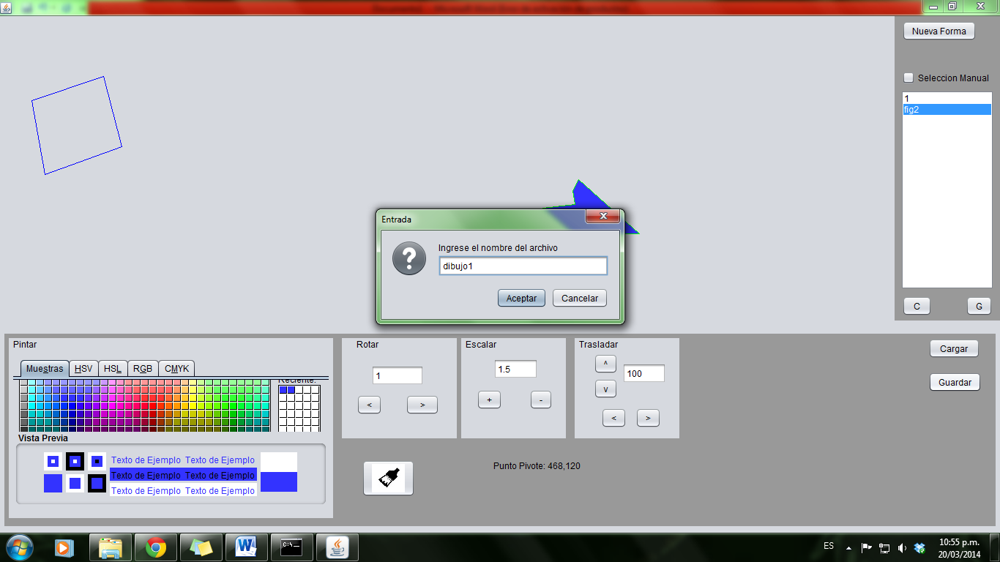 Nueva Forma
Seleccion Manual
1
fig2
C
G
Entrada
Ingrese el nombre del archivo
dibujo1
Aceptar
Cancelar
Pintar
Muestras
HSV
HSL
RGB
CMYK
Reciente:
Vista Previa
Texto de Ejemplo Texto de Ejemplo
Texto de Ejemplo Texto de Ejemplo
Texto de Ejemplo Texto de Ejemplo
Rotar
1
<
>
Escalar
1.5
+
-
Trasladar
^
100
v
<
>
Cargar
Guardar
Punto Pivote: 468,120
C:\_
ES
10:55 p.m.
20/03/2014